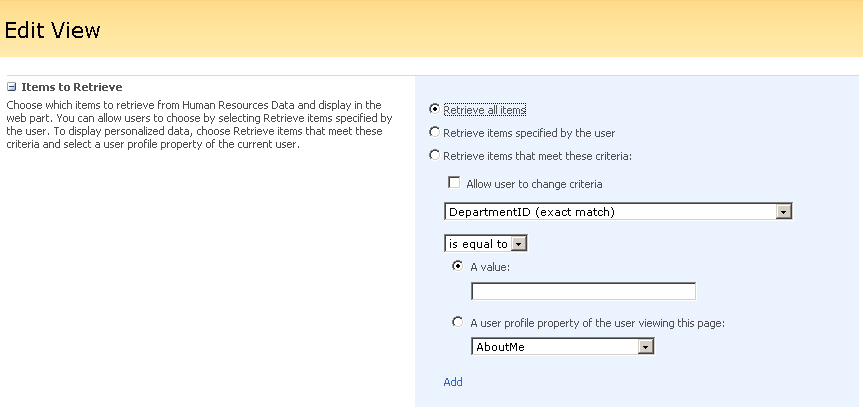 Edit View
Items to Retrieve
Choose which items to retrieve from Human Resources Data and display in the
web part. You can allow users to choose by selecting Retrieve items specified by
the user. To display personalized data, choose Retrieve items that meet these
criteria and select a user profile property of the current user.
Retrieve all items
Retrieve items specified by the user
Retrieve items that meet these criteria:
Allow user to change criteria
DepartmentID (exact match)
is equal to
A value:
A user profile property of the user viewing this page:
AboutMe
Add